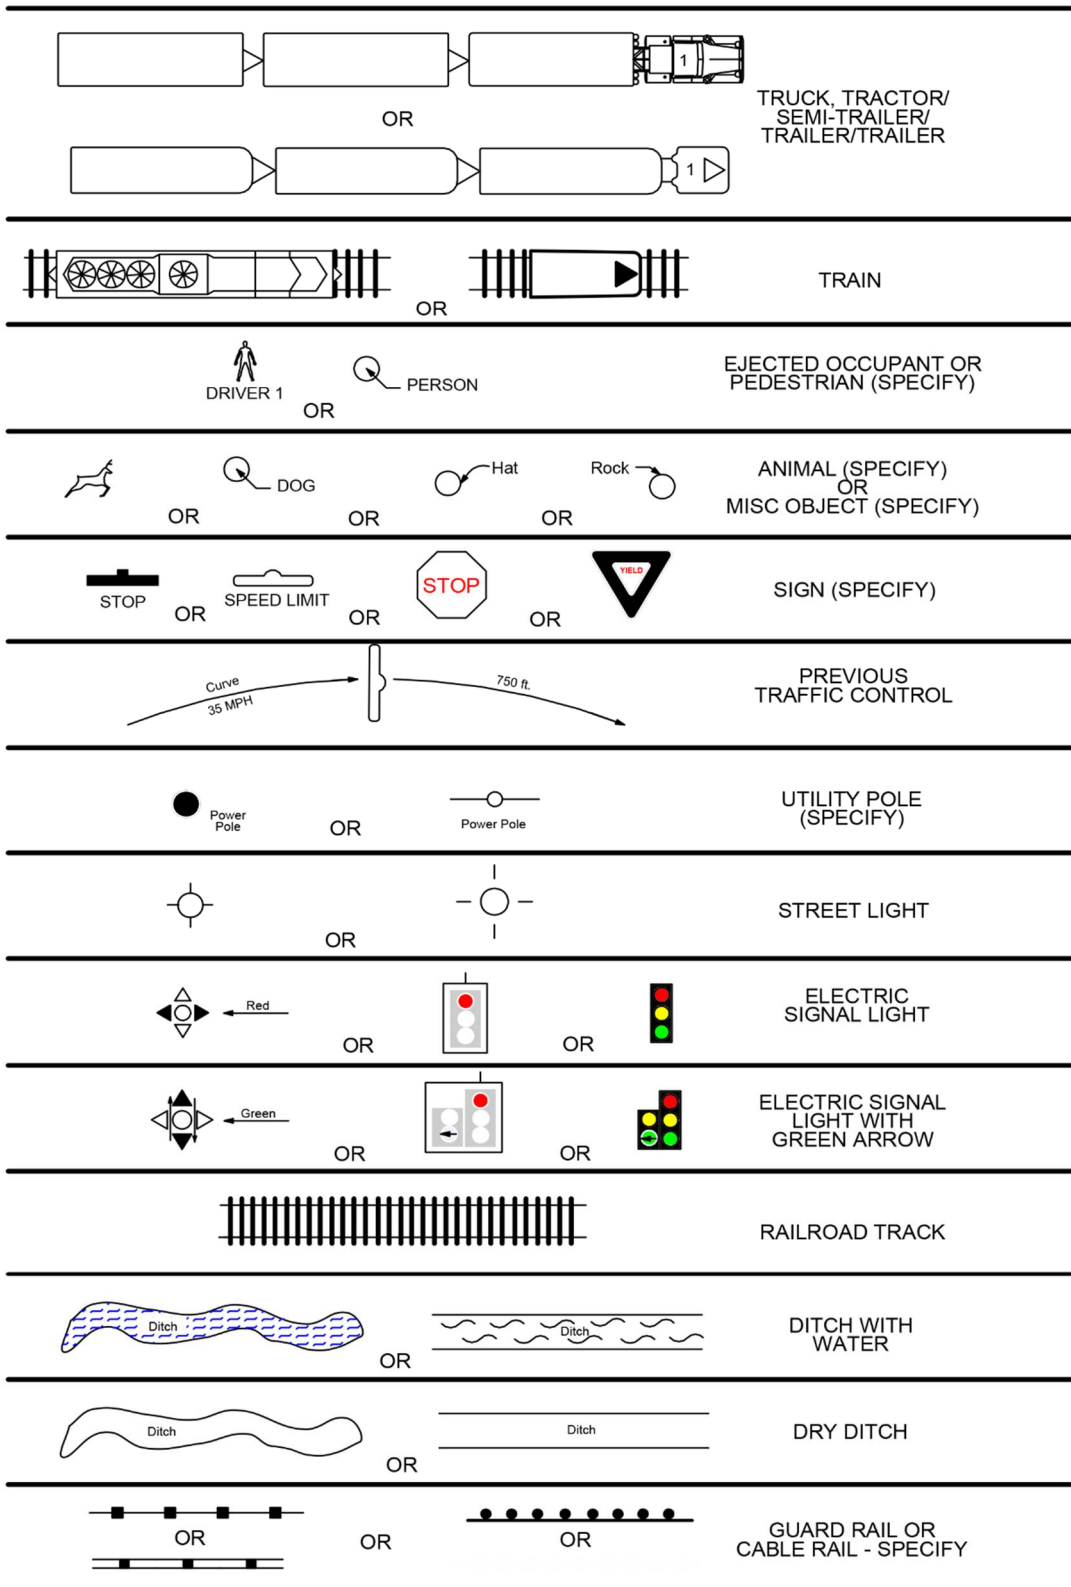 1
TRUCK, TRACTOR/
SEMI-TRAILER/
TRAILER/TRAILER
OR
1
TRAIN
OR
EJECTED OCCUPANT OR
PEDESTRIAN (SPECIFY)
DRIVER 1
PERSON
OR
Hat
Rock
ANIMAL (SPECIFY)
OR
MISC OBJECT (SPECIFY)
DOG
OR
OR
OR
STOP
YIELD
SIGN (SPECIFY)
STOP
SPEED LIMIT
OR
OR
OR
Curve
35 MPH
750 ft.
PREVIOUS
TRAFFIC CONTROL
Power
Pole
OR
Power Pole
UTILITY POLE
(SPECIFY)
STREET LIGHT
OR
Red
ELECTRIC
SIGNAL LIGHT
OR
OR
Green
ELECTRIC SIGNAL
LIGHT WITH
GREEN ARROW
OR
OR
RAILROAD TRACK
Ditch
Ditch
DITCH WITH
WATER
OR
Ditch
Ditch
DRY DITCH
OR
OR
OR
OR
GUARD RAIL OR
CABLE RAIL - SPECIFY